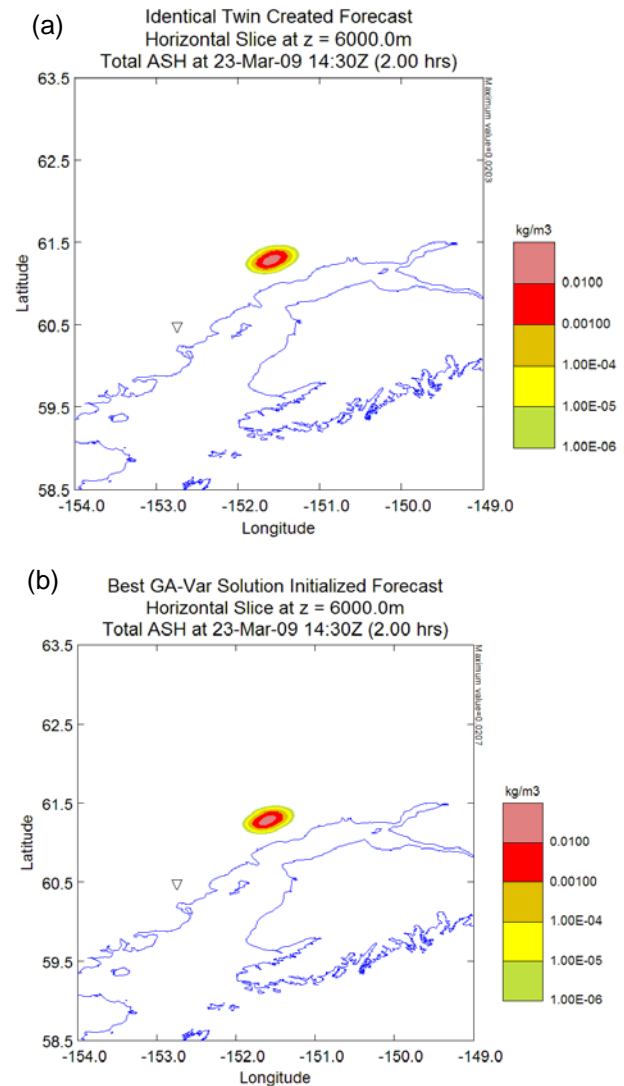 (a)
Identical Twin Created Forecast
Horizontal Slice at z = 6000.0m
Total ASH at 23-Mar-09 14:30Z (2.00 hrs)
Maximum value=0.0203
63.5
62.5
61.5
60.5
59.5
58.5
Latitude
-154.0 -153.0 -152.0 -151.0 -150.0 -149.0
Longitude
kg/m3
0.0100
0.00100
1.00E-04
1.00E-05
1.00E-06
(b)
Best GA-Var Solution Initialized Forecast
Horizontal Slice at z = 6000.0m
Total ASH at 23-Mar-09 14:30Z (2.00 hrs)
Maximum value=0.0207
63.5
62.5
61.5
60.5
59.5
58.5
Latitude
-154.0 -153.0 -152.0 -151.0 -150.0 -149.0
Longitude
kg/m3
0.0100
0.00100
1.00E-04
1.00E-05
1.00E-06